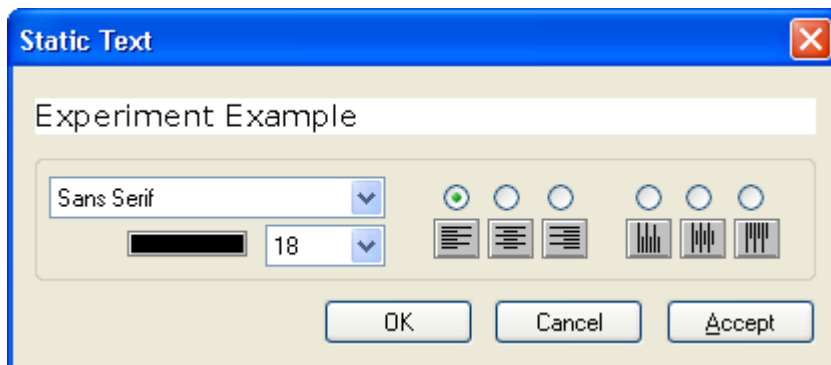 Static Text
Experiment Example
Sans Serif
18
OK Cancel Accept